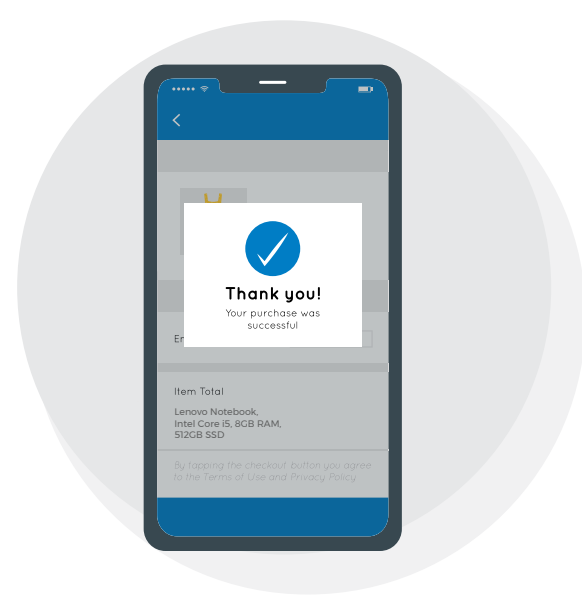 Thank you!
Your purchase was
successful
Item Total
Lenovo Notebook,
Intel Core i5, 8GB RAM,
512GB SSD
By tapping the checkout button you agree
to the Terms of Use and Privacy Policy